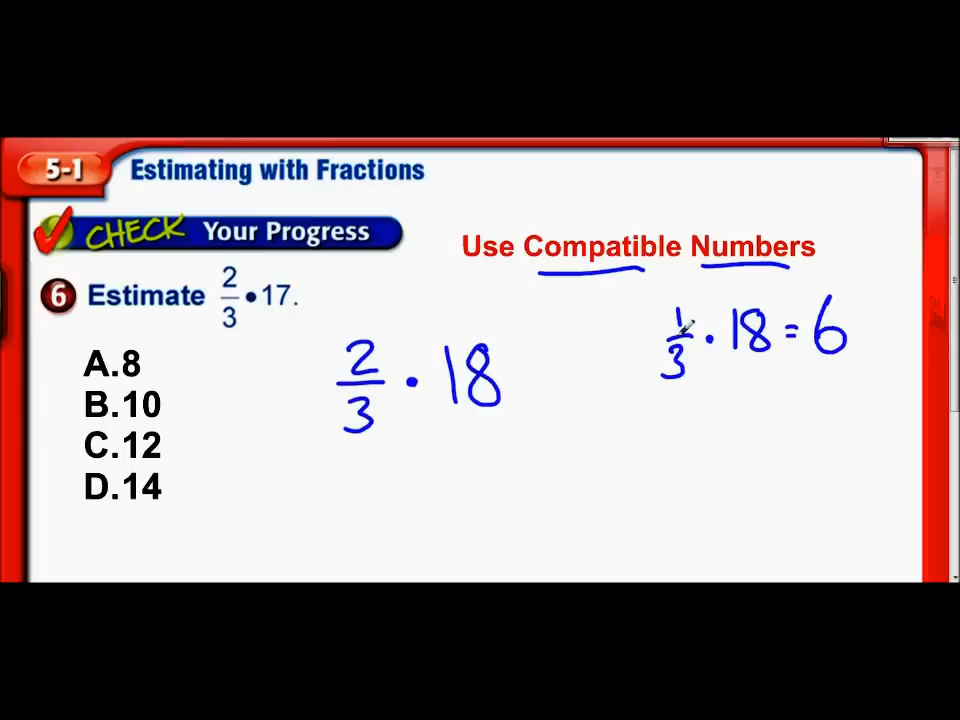 5-1 Estimating with Fractions
CHECK Your Progress
Use Compatible Numbers
6 Estimate 2/3 • 17.
1/3 · 18 = 6
2/3 · 18
A. 8
B. 10
C. 12
D. 14